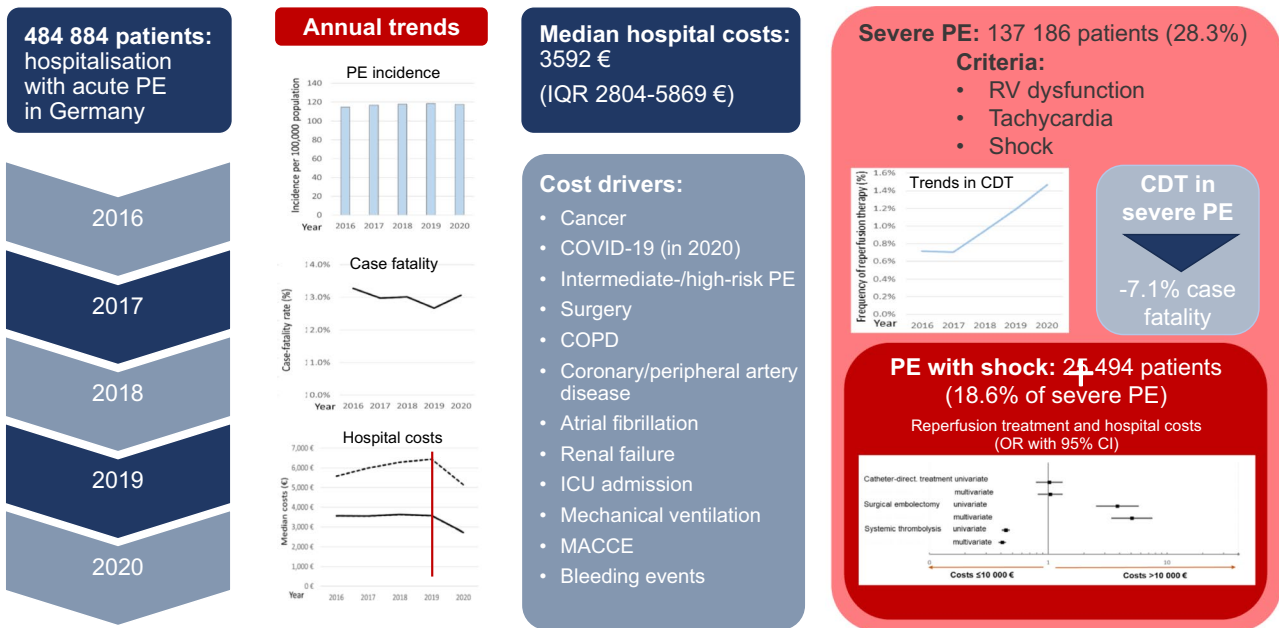 484 884 patients:
hospitalisation
with acute PE
in Germany
2016
2017
2018
2019
2020
Annual trends
PE incidence
Incidence per 100,000 population
140
120
100
80
60
40
20
0
Year
2016 2017 2018 2019 2020
Case fatality
Case-fatality rate (%)
4.0%
3.0%
2.0%
1.0%
0.0%
Year 2016 2017 2018 2019 2020
Hospital costs
Median costs (€)
7,000 €
6,000 €
5,000 €
4,000 €
3,000 €
2,000 €
1,000 €
0 €
Year
2016 2017 2018 2019 2020
Median hospital costs:
3592 €
(IQR 2804-5869 €)
Cost drivers:
• Cancer
• COVID-19 (in 2020)
• Intermediate-/high-risk PE
• Surgery
• COPD
• Coronary/peripheral artery
disease
• Atrial fibrillation
• Renal failure
• ICU admission
• Mechanical ventilation
• MACCE
• Bleeding events
Severe PE: 137 186 patients (28.3%)
Criteria:
• RV dysfunction
• Tachycardia
• Shock
Trends in CDT
Frequency of reperfusion therapy (%)
1.6%
1.4%
1.2%
1.0%
0.8%
0.6%
0.4%
0.2%
0.0%
Year
2016 2017 2018 2019 2020
CDT in
severe PE
-7.1% case
fatality
+
PE with shock: 25 494 patients
(18.6% of severe PE)
Reperfusion treatment and hospital costs
(OR with 95% CI)
Catheter-direct. treatment univariate
multivariate
Surgical embolectomy univariate
multivariate
Systemic thrombolysis univariate
multivariate
0 1 10
Costs ≤10 000 € Costs >10 000 €